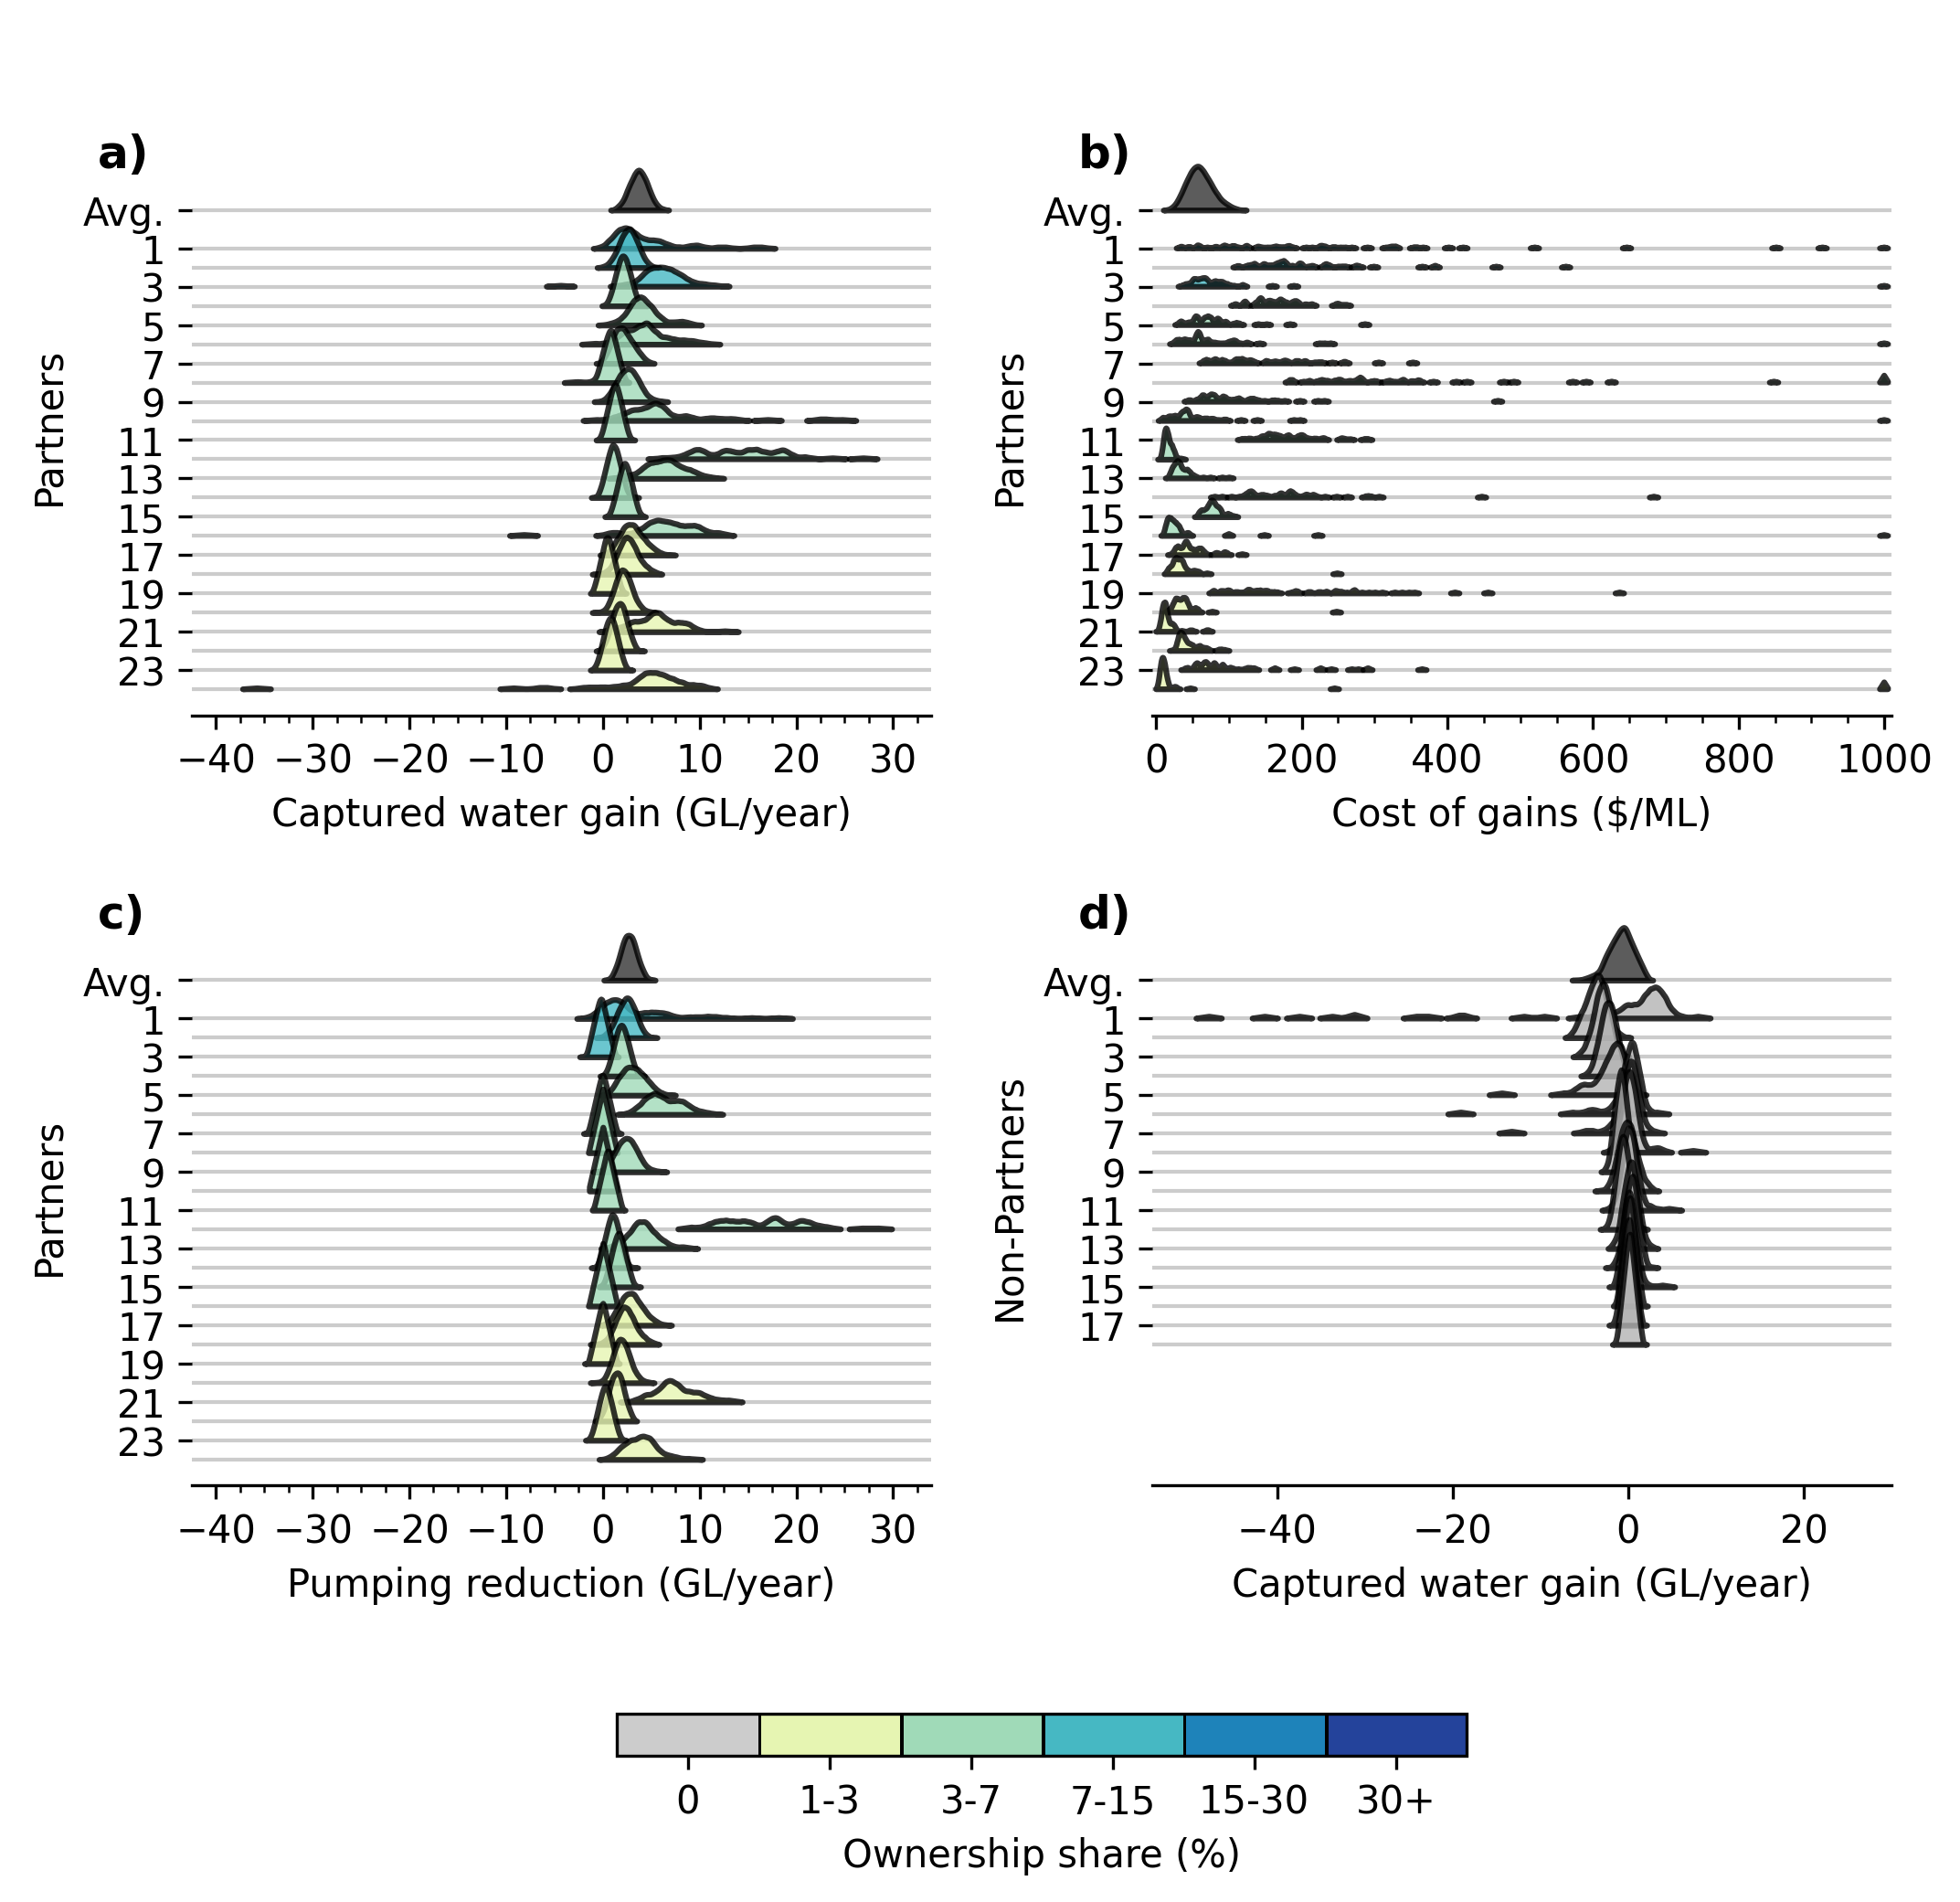 a)
Avg.
1
3
5
7
9
11
13
15
17
19
21
23
Partners
−40 −30 −20 −10 0 10 20 30
Captured water gain (GL/year)
b)
Avg.
1
3
5
7
9
11
13
15
17
19
21
23
Partners
0 200 400 600 800 1000
Cost of gains ($/ML)
c)
Avg.
1
3
5
7
9
11
13
15
17
19
21
23
Partners
−40 −30 −20 −10 0 10 20 30
Pumping reduction (GL/year)
d)
Avg.
1
3
5
7
9
11
13
15
17
Non-Partners
−40 −20 0 20
Captured water gain (GL/year)
0 1-3 3-7 7-15 15-30 30+
Ownership share (%)